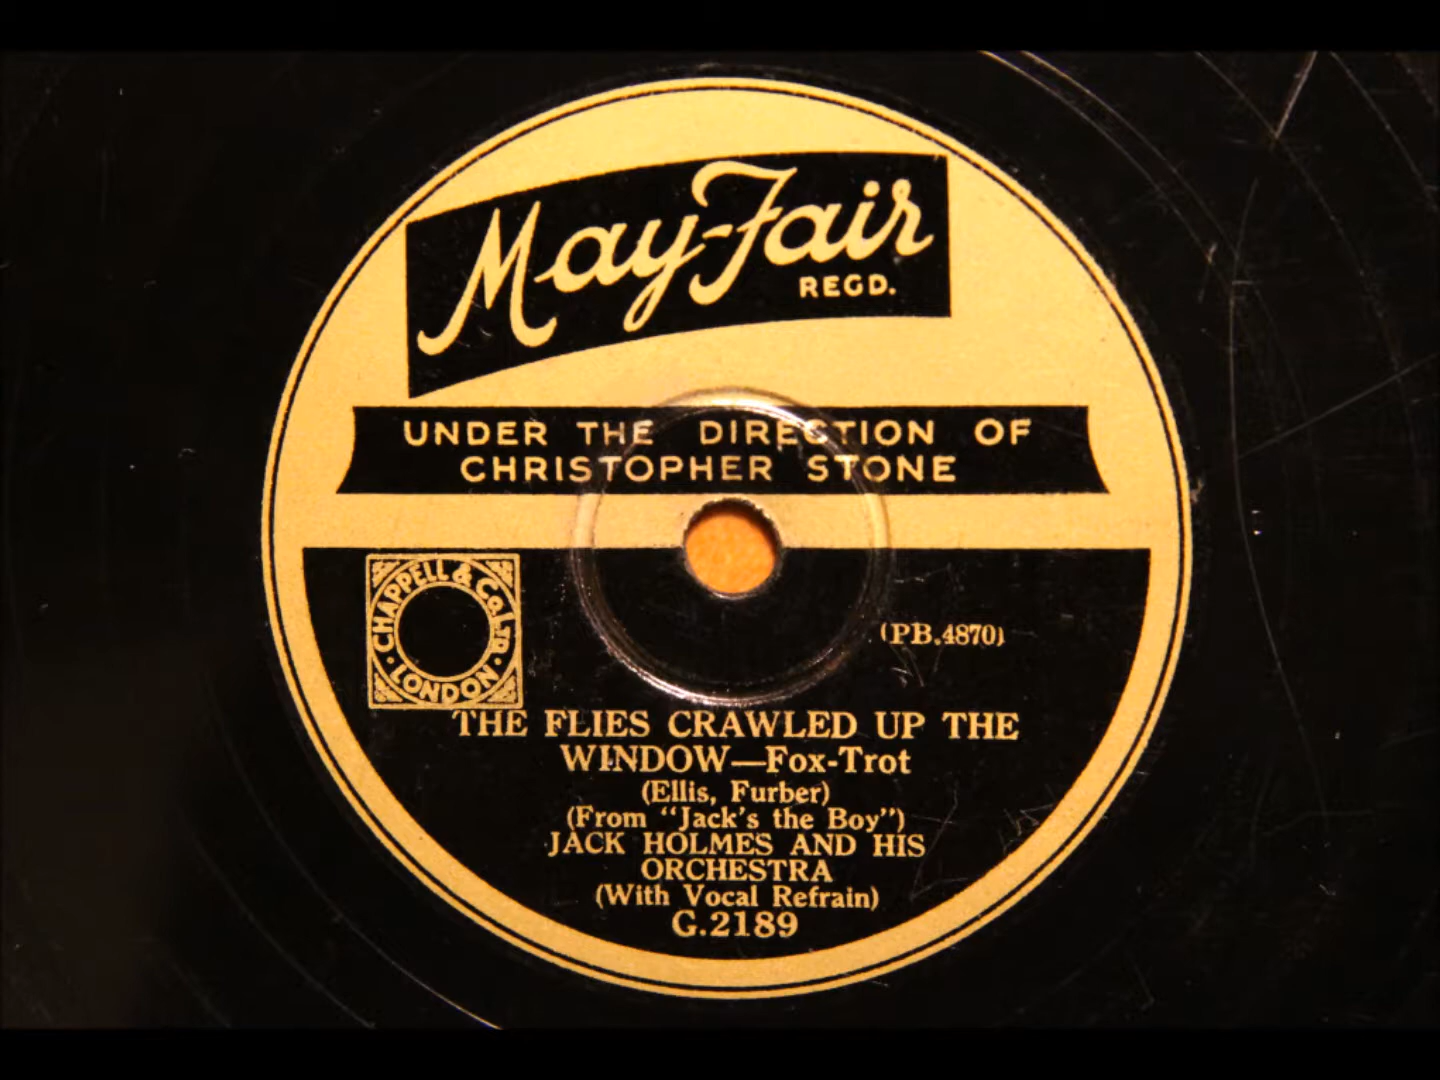 May-Fair
REGD.
UNDER THE DIRECTION OF
CHRISTOPHER STONE
CHAPPELL & Co. LTD.
· LONDON ·
(PB.4870)
THE FLIES CRAWLED UP THE
WINDOW—Fox-Trot
(Ellis, Furber)
(From "Jack's the Boy")
JACK HOLMES AND HIS
ORCHESTRA
(With Vocal Refrain)
G.2189